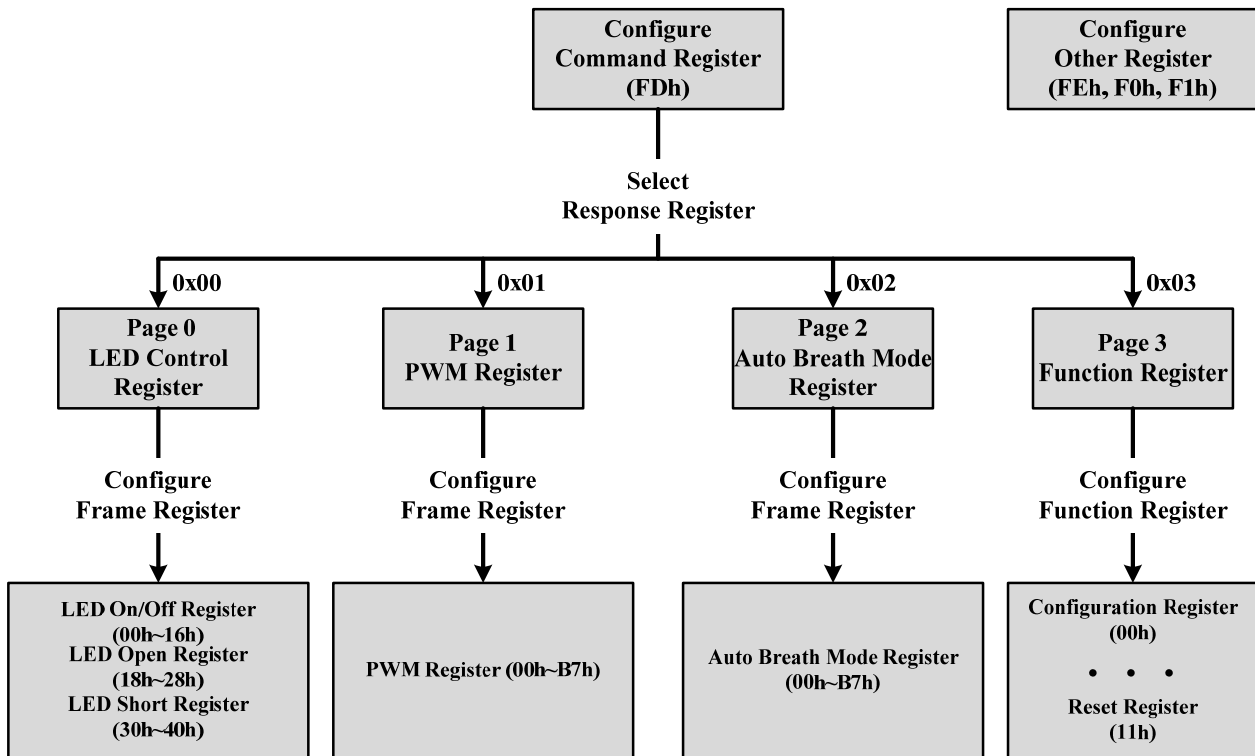 Configure
Command Register
(FDh)
Configure
Other Register
(FEh, F0h, F1h)
Select
Response Register
0x00
0x01
0x02
0x03
Page 0
LED Control
Register
Page 1
PWM Register
Page 2
Auto Breath Mode
Register
Page 3
Function Register
Configure
Frame Register
Configure
Frame Register
Configure
Frame Register
Configure
Function Register
LED On/Off Register
(00h~16h)
LED Open Register
(18h~28h)
LED Short Register
(30h~40h)
PWM Register (00h~B7h)
Auto Breath Mode Register
(00h~B7h)
Configuration Register
(00h)
• • •
Reset Register
(11h)